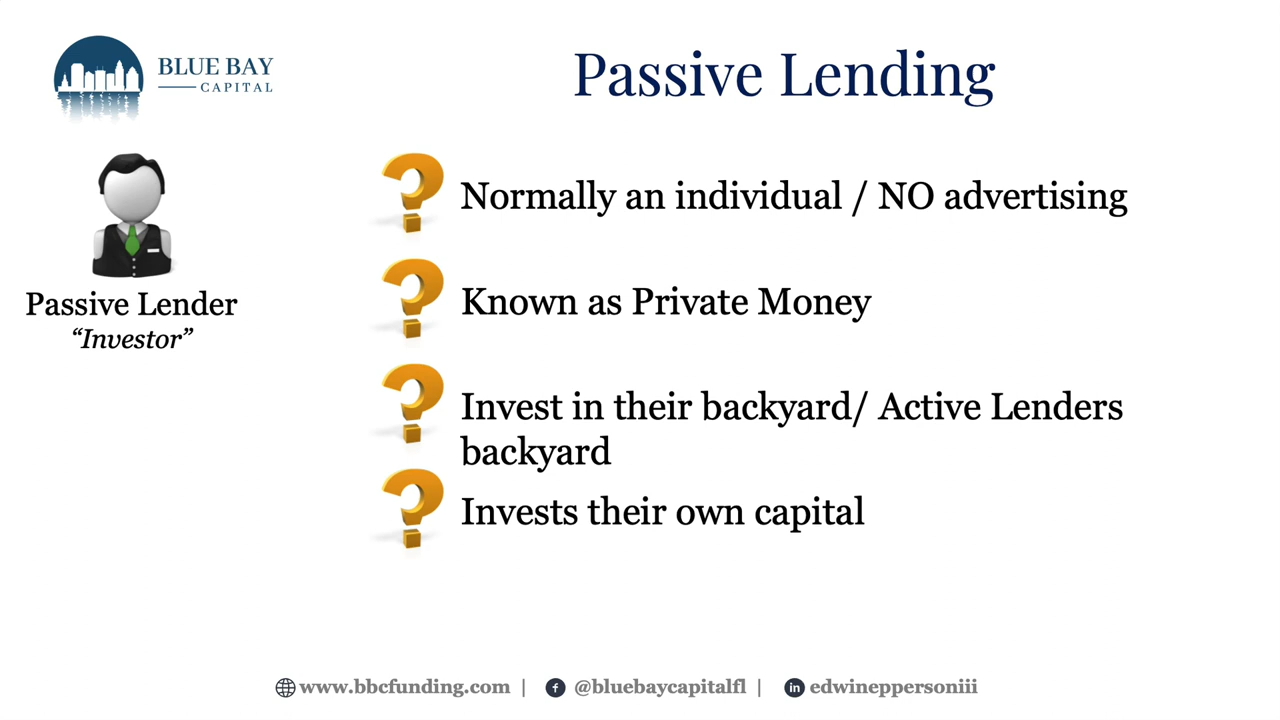 BLUE BAY
CAPITAL
Passive Lending
Passive Lender
“Investor”
Normally an individual / NO advertising
Known as Private Money
Invest in their backyard/ Active Lenders
backyard
Invests their own capital
www.bbcfunding.com | @bluebaycapitalfl | edwineppersoniii